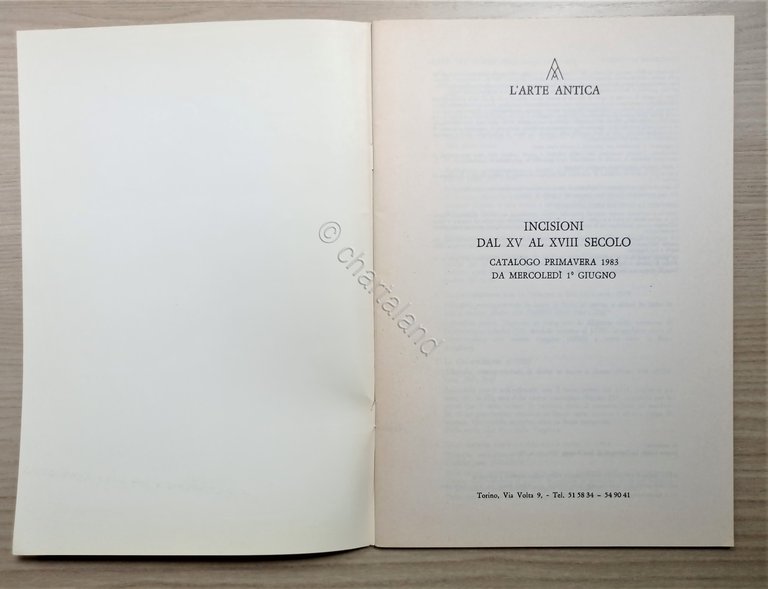 L'ARTE ANTICA
INCISIONI
DAL XV AL XVIII SECOLO
CATALOGO PRIMAVERA 1983
DA MERCOLEDÌ 1° GIUGNO
© chartaland
Torino, Via Volta 9, - Tel. 51 58 34 - 54 90 41